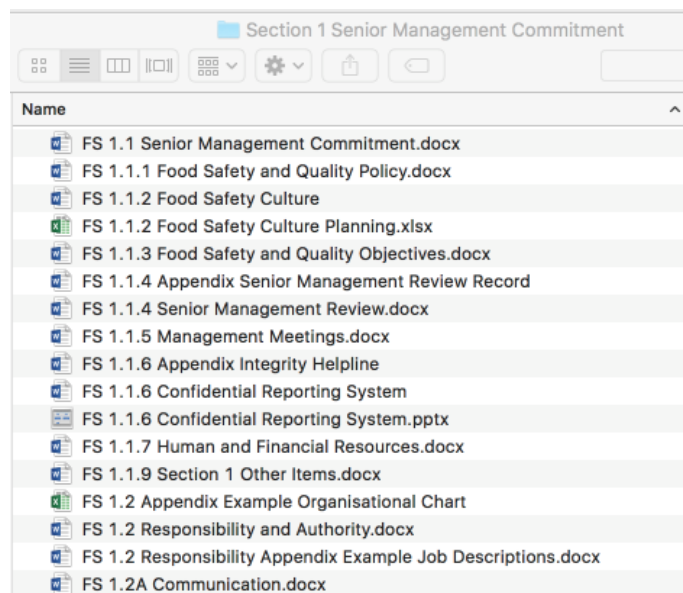 Section 1 Senior Management Commitment
Name
FS 1.1 Senior Management Commitment.docx
FS 1.1.1 Food Safety and Quality Policy.docx
FS 1.1.2 Food Safety Culture
FS 1.1.2 Food Safety Culture Planning.xlsx
FS 1.1.3 Food Safety and Quality Objectives.docx
FS 1.1.4 Appendix Senior Management Review Record
FS 1.1.4 Senior Management Review.docx
FS 1.1.5 Management Meetings.docx
FS 1.1.6 Appendix Integrity Helpline
FS 1.1.6 Confidential Reporting System
FS 1.1.6 Confidential Reporting System.pptx
FS 1.1.7 Human and Financial Resources.docx
FS 1.1.9 Section 1 Other Items.docx
FS 1.2 Appendix Example Organisational Chart
FS 1.2 Responsibility and Authority.docx
FS 1.2 Responsibility Appendix Example Job Descriptions.docx
FS 1.2A Communication.docx